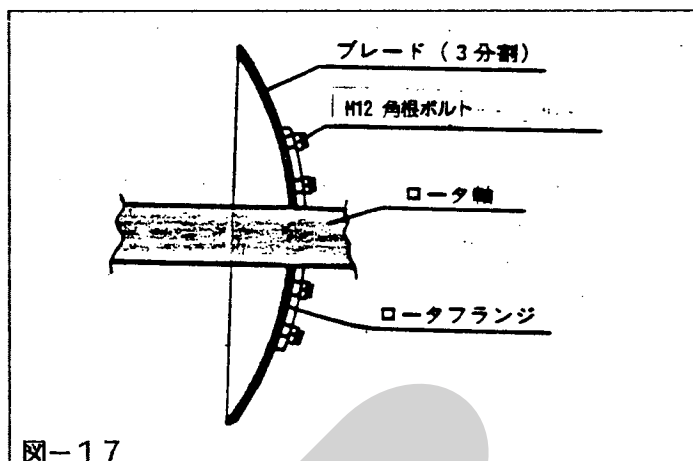 ブレード（３分割）
M12 角根ボルト
ロータ軸
ロータフランジ
図－１７